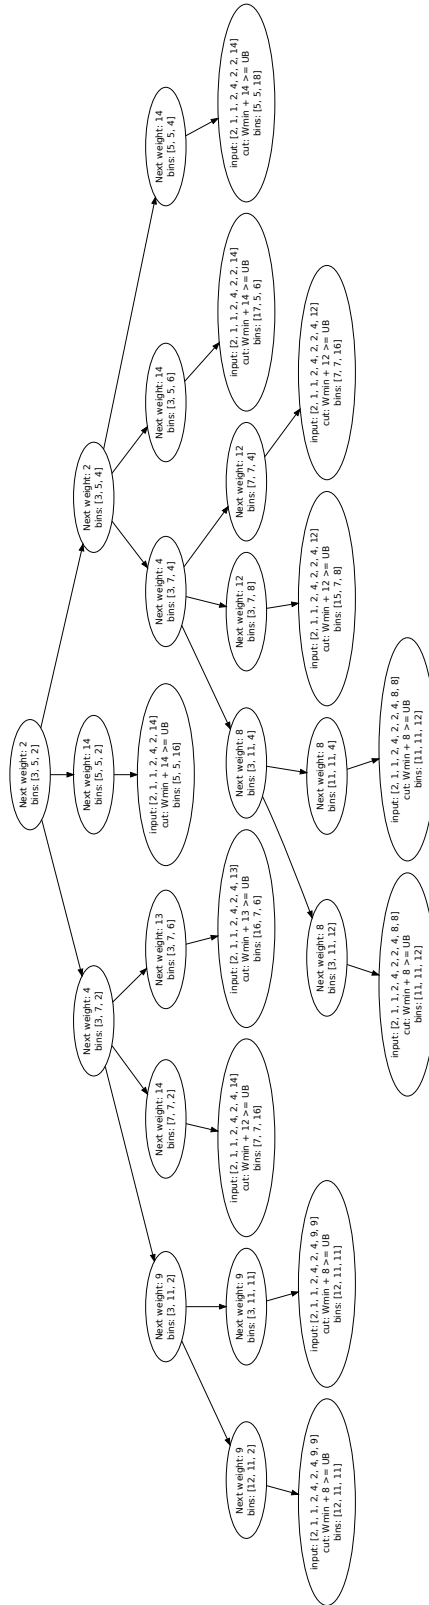 Next weight: 2
bins: [3, 5, 2]
Next weight: 4
bins: [3, 7, 2]
Next weight: 14
bins: [5, 5, 2]
Next weight: 2
bins: [3, 5, 4]
Next weight: 9
bins: [3, 11, 2]
Next weight: 14
bins: [7, 7, 2]
Next weight: 13
bins: [3, 7, 6]
input: [2, 1, 1, 2, 4, 2, 14]
cut: Wmin + 14 >= UB
bins: [5, 5, 16]
Next weight: 4
bins: [3, 7, 4]
Next weight: 14
bins: [3, 5, 6]
Next weight: 14
bins: [5, 5, 4]
Next weight: 9
bins: [12, 11, 2]
Next weight: 9
bins: [3, 11, 11]
input: [2, 1, 1, 2, 4, 2, 4, 14]
cut: Wmin + 12 >= UB
bins: [7, 7, 16]
input: [2, 1, 1, 2, 4, 2, 4, 13]
cut: Wmin + 13 >= UB
bins: [16, 7, 6]
Next weight: 8
bins: [3, 11, 4]
Next weight: 12
bins: [3, 7, 8]
Next weight: 12
bins: [7, 7, 4]
input: [2, 1, 1, 2, 4, 2, 2, 14]
cut: Wmin + 14 >= UB
bins: [17, 5, 6]
input: [2, 1, 1, 2, 4, 2, 2, 14]
cut: Wmin + 14 >= UB
bins: [5, 5, 18]
input: [2, 1, 1, 2, 4, 2, 4, 9, 9]
cut: Wmin + 8 >= UB
bins: [12, 11, 11]
input: [2, 1, 1, 2, 4, 2, 4, 9, 9]
cut: Wmin + 8 >= UB
bins: [12, 11, 11]
Next weight: 8
bins: [3, 11, 12]
Next weight: 8
bins: [11, 11, 4]
input: [2, 1, 1, 2, 4, 2, 2, 4, 12]
cut: Wmin + 12 >= UB
bins: [15, 7, 8]
input: [2, 1, 1, 2, 4, 2, 2, 4, 12]
cut: Wmin + 12 >= UB
bins: [7, 7, 16]
input: [2, 1, 1, 2, 4, 2, 2, 4, 8, 8]
cut: Wmin + 8 >= UB
bins: [11, 11, 12]
input: [2, 1, 1, 2, 4, 2, 2, 4, 8, 8]
cut: Wmin + 8 >= UB
bins: [11, 11, 12]